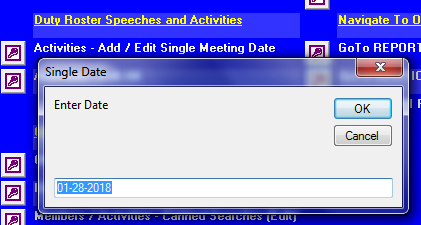 Duty Roster Speeches and Activities
Navigate To O
Activities - Add / Edit Single Meeting Date
GoTo REPORT
Single Date
Enter Date
OK
Cancel
01-28-2018
Members / Activities - Canned Searches (Edit)